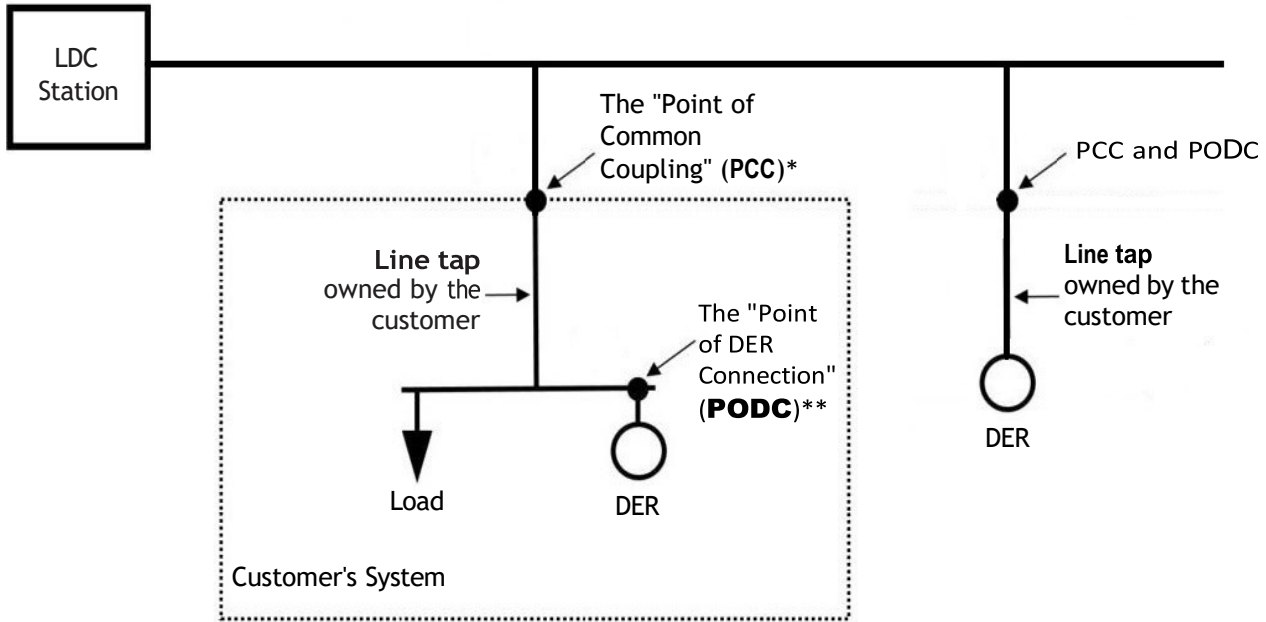 LDC
Station
The "Point of
Common
Coupling" (PCC)*
PCC and PODC
Line tap
owned by the
customer
Line tap
owned by the
customer
The "Point
of DER
Connection"
(PODC)**
Load
DER
DER
Customer's System